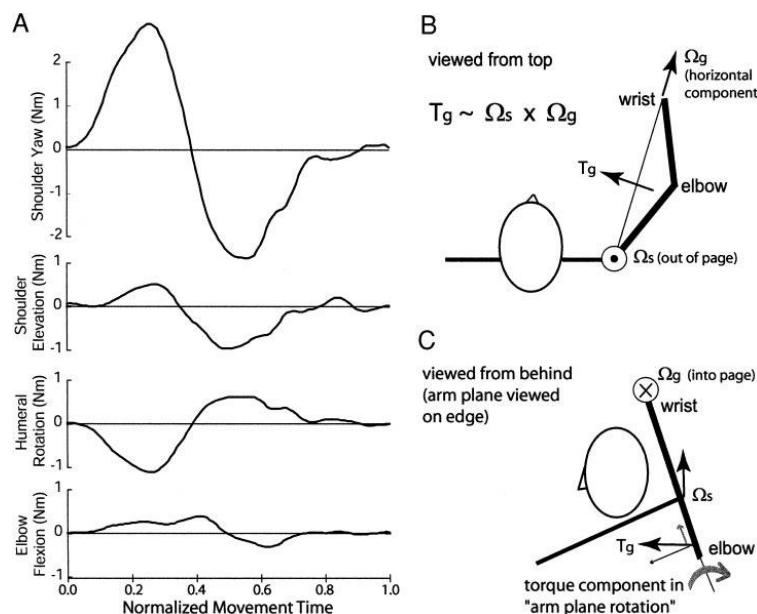 A
Shoulder Yaw (Nm)
2
1
0
-1
-2
Shoulder
Elevation (Nm)
1
0
-1
Humeral
Rotation (Nm)
1
0
-1
Elbow
Flexion (Nm)
1
0
-1
0.0 0.2 0.4 0.6 0.8 1.0
Normalized Movement Time
B
viewed from top
Tg ~ Ωs x Ωg
Ωg
(horizontal
component
wrist
Tg
elbow
Ωs (out of page)
C
viewed from behind
(arm plane viewed
on edge)
Ωg (into page)
wrist
Ωs
Tg
elbow
torque component in
"arm plane rotation"